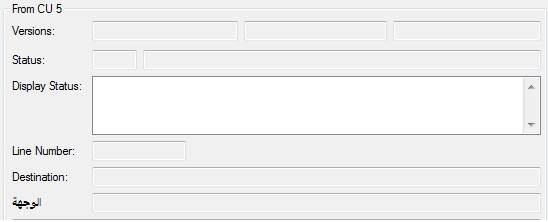 From CU 5
Versions:
Status:
Display Status:
Line Number:
Destination:
الوجهة